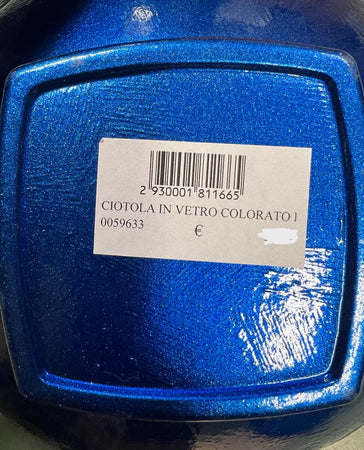 2 930001 811665
CIOTOLA IN VETRO COLORATO l
0059633
€